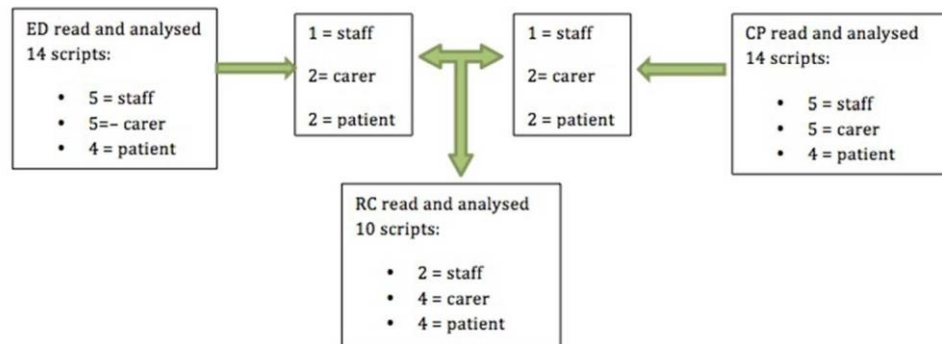 ED read and analysed
14 scripts:
• 5 = staff
• 5=– carer
• 4 = patient
1 = staff
2= carer
2 = patient
1 = staff
2= carer
2 = patient
CP read and analysed
14 scripts:
• 5 = staff
• 5 = carer
• 4 = patient
RC read and analysed
10 scripts:
• 2 = staff
• 4 = carer
• 4 = patient